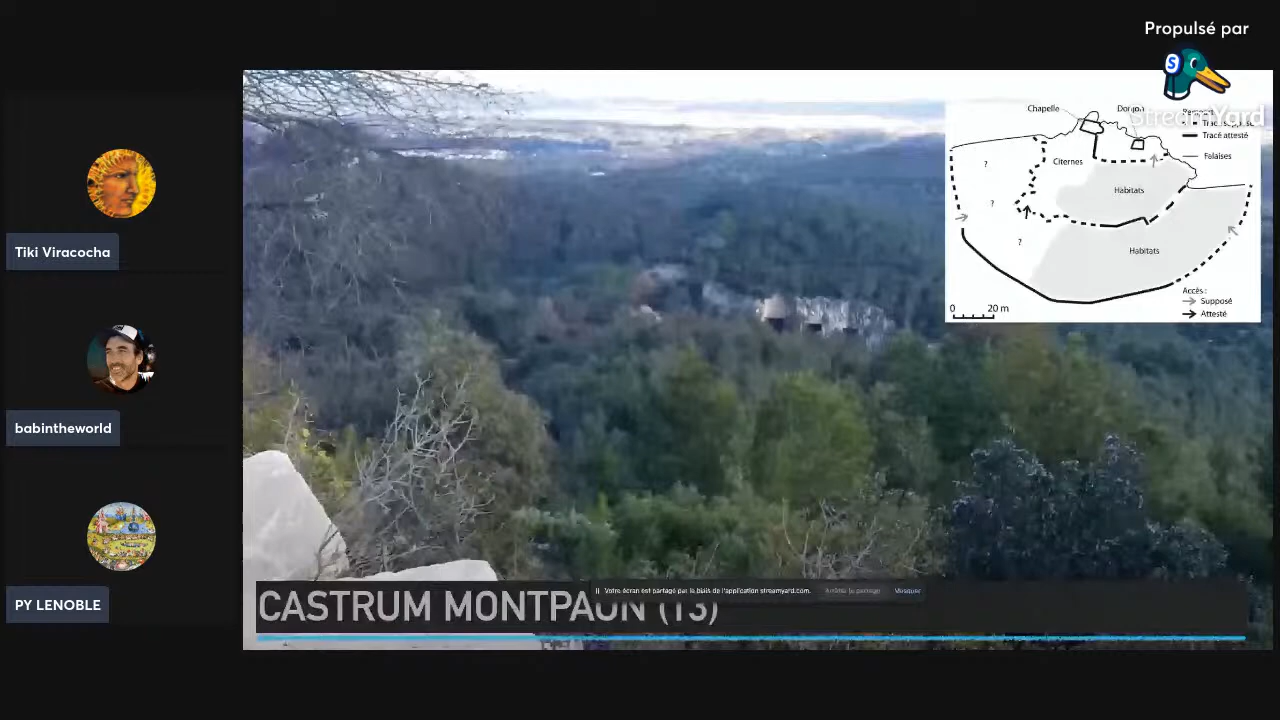 Propulsé par
StreamYard
Tiki Viracocha
babintheworld
PY LENOBLE
Chapelle
Donjon
Tracé attesté
Falaises
Citernes
?
?
?
Habitats
Habitats
Accès :
Supposé
Attesté
0 20 m
Votre écran est partagé par le biais de l'application streamyard.com.
Arrêter le partage
Masquer
CASTRUM MONTPAON (13)